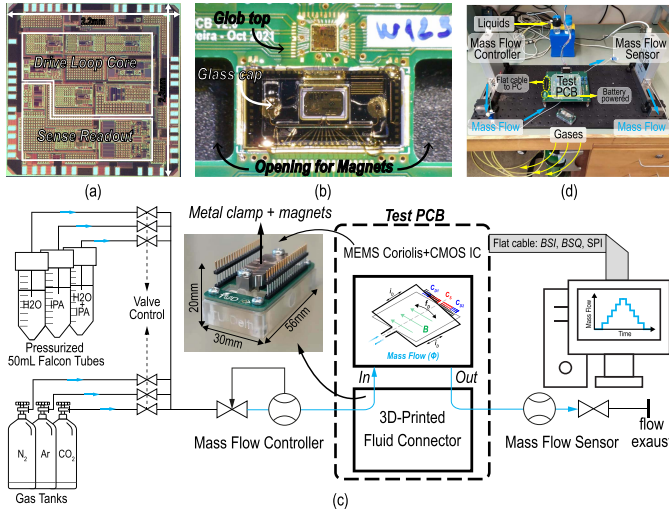 2.2mm
Drive Loop Core
Sense Readout
(a)
Glob top
Oct 2021
W123
Glass cap
Opening for Magnets
(b)
Liquids
Mass Flow
Controller
Mass Flow
Sensor
Flat cable
to PC
Test
PCB
Battery
powered
Mass Flow
Mass Flow
Gases
(d)
Metal clamp + magnets
Test PCB
MEMS Coriolis+CMOS IC
Flat cable: BSI, BSQ, SPI
H2O
IPA
H2O
+IPA
Valve
Control
Pressurized
50mL Falcon Tubes
20mm
30mm
56mm
B
Mass Flow (Φ)
Mass Flow
Time
In
Out
3D-Printed
Fluid Connector
Mass Flow Controller
Mass Flow Sensor
flow
exaust
N2
Ar
CO2
Gas Tanks
(c)